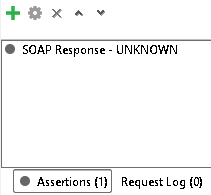 SOAP Response - UNKNOWN
Assertions (1) Request Log (0)